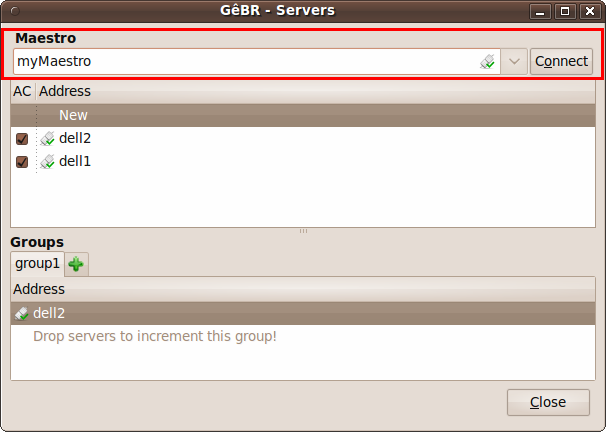 GêBR - Servers
Maestro
myMaestro
Connect
AC Address
New
dell2
dell1
Groups
group1
Address
dell2
Drop servers to increment this group!
Close